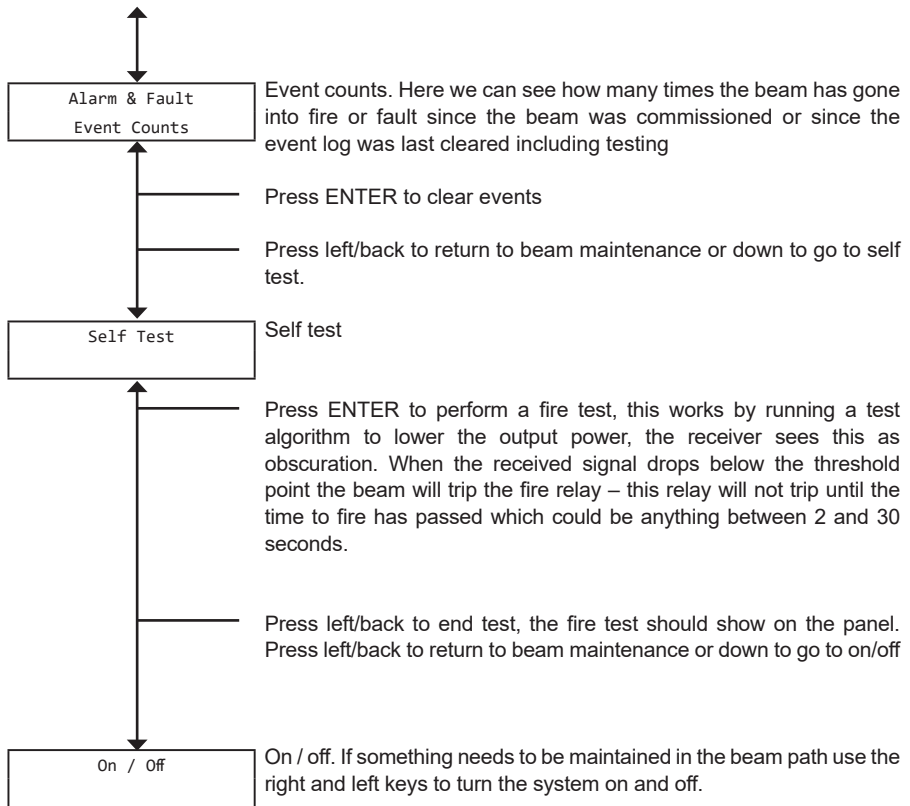 Alarm & Fault
Event Counts
Event counts. Here we can see how many times the beam has gone
into fire or fault since the beam was commissioned or since the
event log was last cleared including testing
Press ENTER to clear events
Press left/back to return to beam maintenance or down to go to self
test.
Self Test
Self test
Press ENTER to perform a fire test, this works by running a test
algorithm to lower the output power, the receiver sees this as
obscuration. When the received signal drops below the threshold
point the beam will trip the fire relay – this relay will not trip until the
time to fire has passed which could be anything between 2 and 30
seconds.
Press left/back to end test, the fire test should show on the panel.
Press left/back to return to beam maintenance or down to go to on/off
On / Off
On / off. If something needs to be maintained in the beam path use the
right and left keys to turn the system on and off.